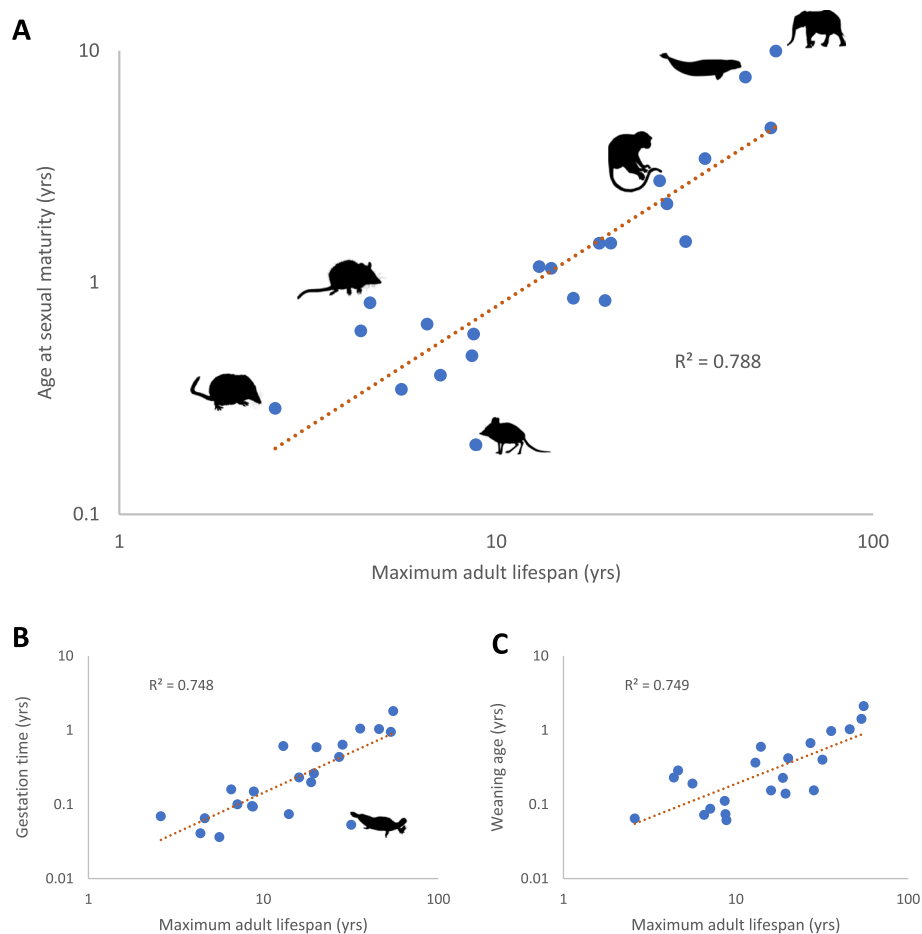 A
10
1
0.1
Age at sexual maturity (yrs)
R² = 0.788
1 10 100
Maximum adult lifespan (yrs)
B
10
1
0.1
0.01
Gestation time (yrs)
R² = 0.748
1 10 100
Maximum adult lifespan (yrs)
C
10
1
0.1
0.01
Weaning age (yrs)
R² = 0.749
1 10 100
Maximum adult lifespan (yrs)